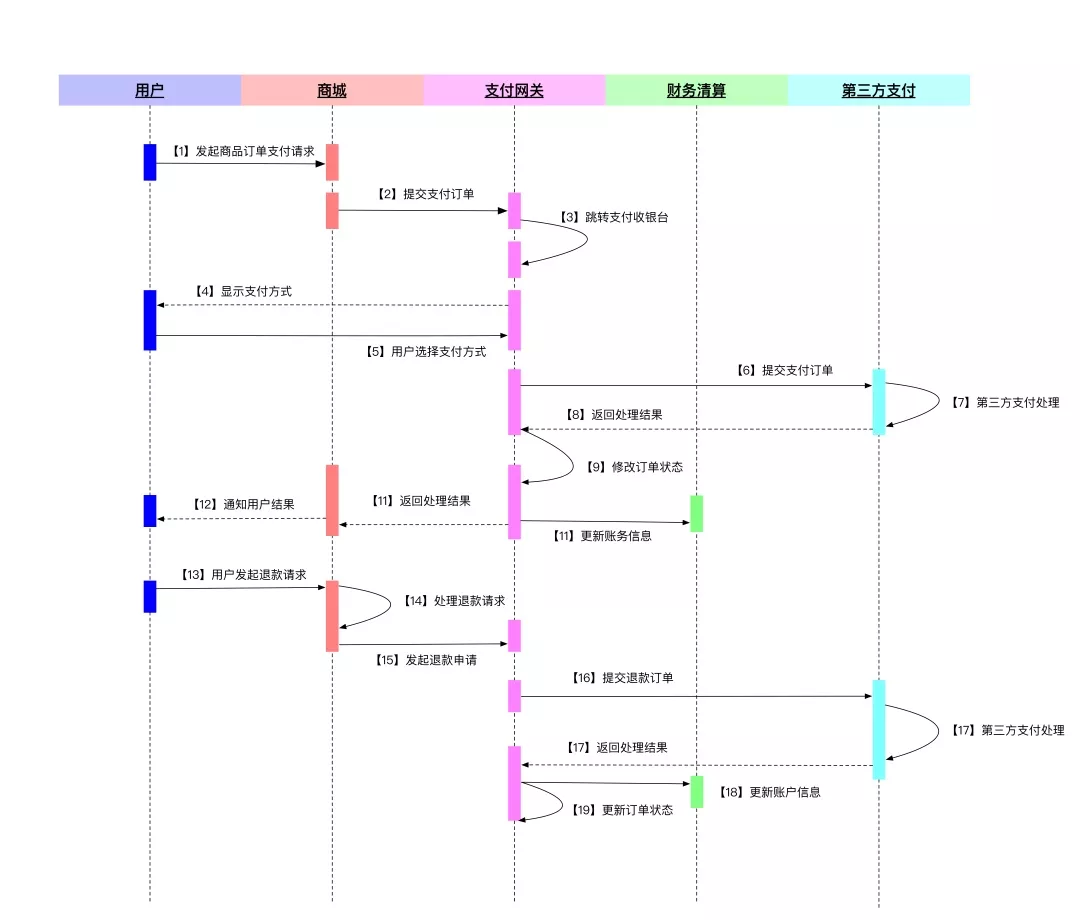 用户
商城
支付网关
财务清算
第三方支付
【1】发起商品订单支付请求
【2】提交支付订单
【3】跳转支付收银台
【4】显示支付方式
【5】用户选择支付方式
【6】提交支付订单
【7】第三方支付处理
【8】返回处理结果
【9】修改订单状态
【11】返回处理结果
【12】通知用户结果
【11】更新账务信息
【13】用户发起退款请求
【14】处理退款请求
【15】发起退款申请
【16】提交退款订单
【17】第三方支付处理
【17】返回处理结果
【18】更新账户信息
【19】更新订单状态